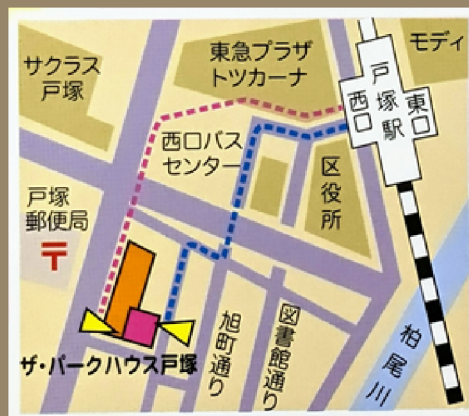 サクラス
戸塚
東急プラザ
トツカーナ
モディ
戸塚駅
西口
東口
西口バス
センター
区役所
戸塚
郵便局
〒
旭町通り
図書館通り
柏尾川
ザ・パークハウス戸塚